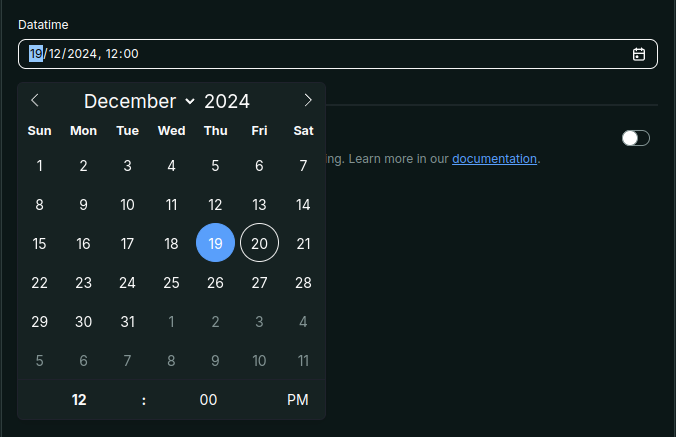 Datatime
19/12/2024, 12:00
December 2024
Sun Mon Tue Wed Thu Fri Sat
1 2 3 4 5 6 7
ing. Learn more in our documentation.
8 9 10 11 12 13 14
15 16 17 18 19 20 21
22 23 24 25 26 27 28
29 30 31 1 2 3 4
5 6 7 8 9 10 11
12 : 00 PM